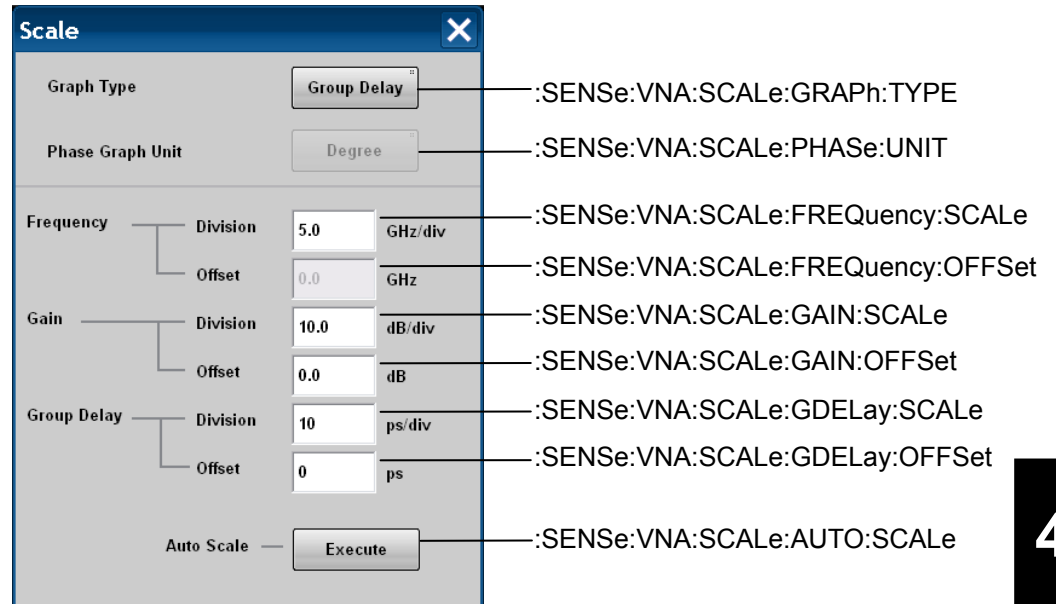 Scale
Graph Type Group Delay :SENSe:VNA:SCALe:GRAPh:TYPE
Phase Graph Unit Degree :SENSe:VNA:SCALe:PHASe:UNIT
Frequency Division 5.0 GHz/div :SENSe:VNA:SCALe:FREQuency:SCALe
Offset 0.0 GHz :SENSe:VNA:SCALe:FREQuency:OFFSet
Gain Division 10.0 dB/div :SENSe:VNA:SCALe:GAIN:SCALe
Offset 0.0 dB :SENSe:VNA:SCALe:GAIN:OFFSet
Group Delay Division 10 ps/div :SENSe:VNA:SCALe:GDELay:SCALe
Offset 0 ps :SENSe:VNA:SCALe:GDELay:OFFSet
Auto Scale Execute :SENSe:VNA:SCALe:AUTO:SCALe
4